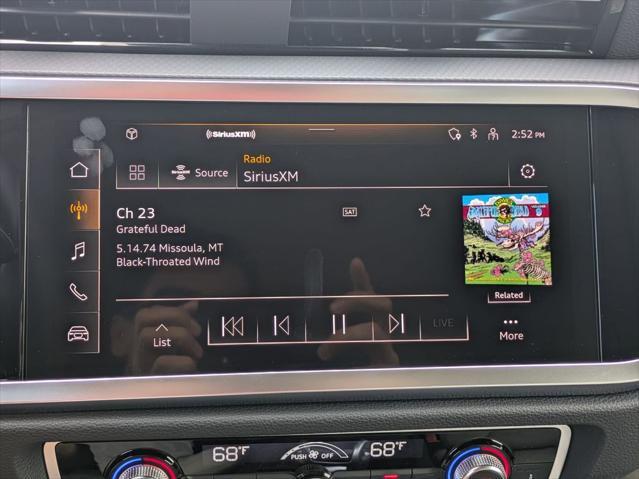 ((SiriusXM))
2:52 PM
Radio
SiriusXM
Source
Ch 23
SAT
Grateful Dead
5.14.74 Missoula, MT
Black-Throated Wind
Related
List
LIVE
More
68°F
PUSH OFF
68°F